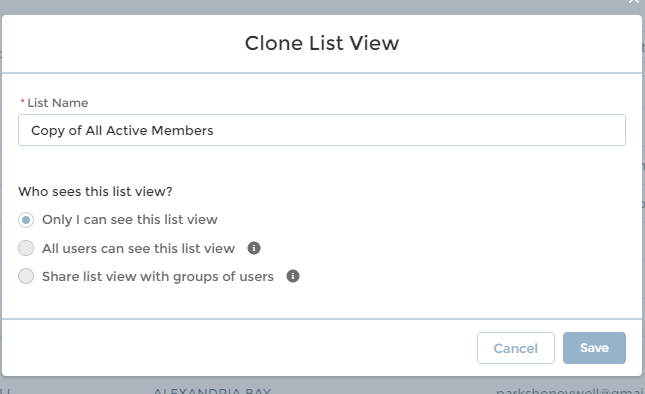 Clone List View
* List Name
Copy of All Active Members
Who sees this list view?
Only I can see this list view
All users can see this list view
Share list view with groups of users
Cancel
Save
ALEXANDRIA BAY